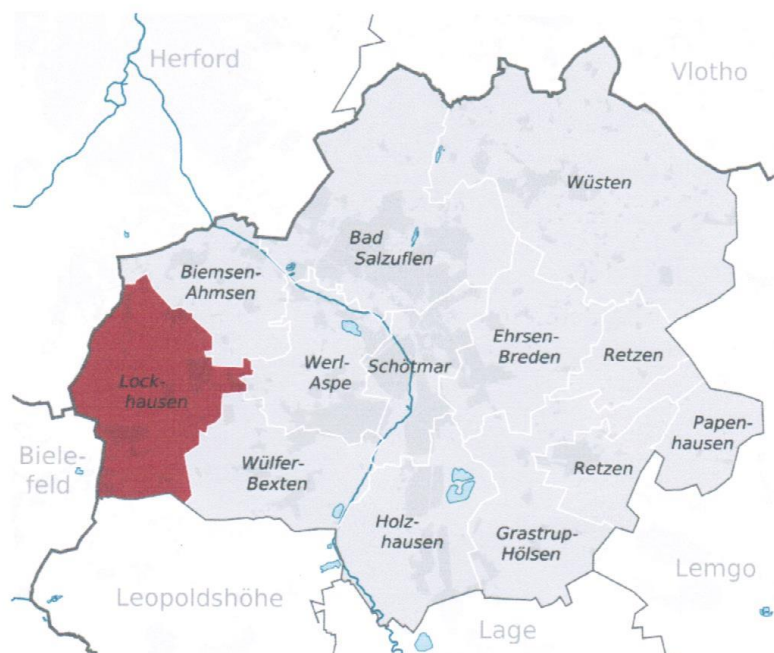 Herford
Vlotho
Wüsten
Bad
Salzuflen
Biemsen-
Ahmsen
Ehrsen-
Breden
Retzen
Werl-
Aspe
Schötmar
Lock-
hausen
Papen-
hausen
Biele-
feld
Wülfer-
Bexten
Retzen
Holz-
hausen
Grastrup-
Hölsen
Lemgo
Leopoldshöhe
Lage